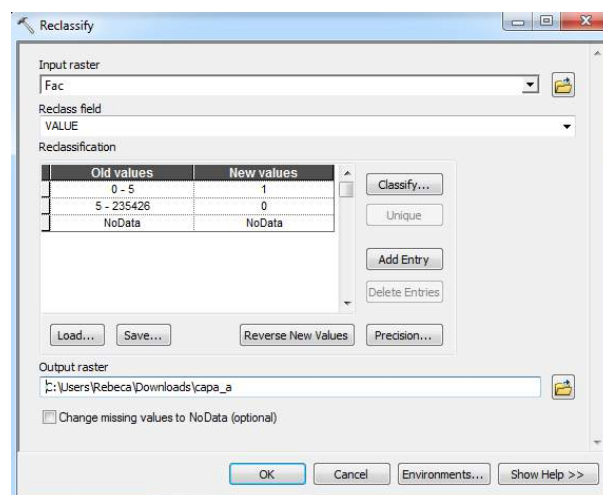 Reclassify
Input raster
Fac
Reclass field
VALUE
Reclassification
Old values New values
0 - 5 1
5 - 235426 0
NoData NoData
Classify...
Unique
Add Entry
Delete Entries
Load... Save... Reverse New Values Precision...
Output raster
C:\Users\Rebeca\Downloads\capa_a
Change missing values to NoData (optional)
OK Cancel Environments... Show Help >>